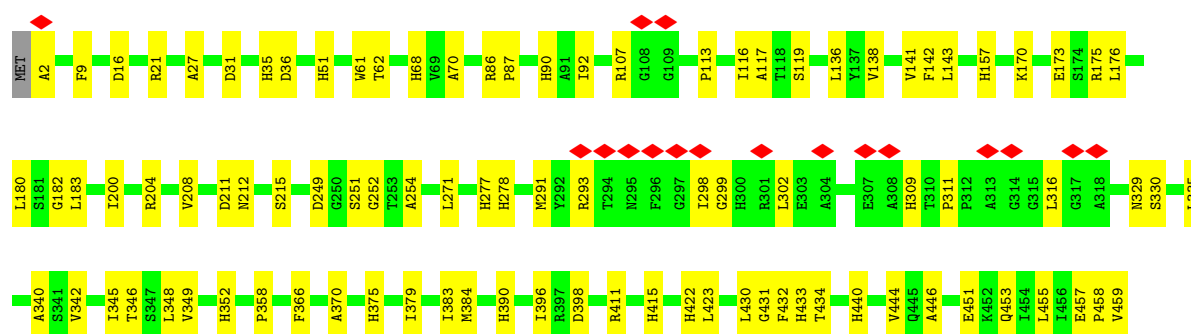 MET A2 F9 D16 R21 A27 D31 H35 D36 H51 W61 T62 H68 V69 A70 R86 P87 H90 A91 I92 R107 G108 G109 P113 I116 A117 T118 S119 L136 Y137 V138 V141 F142 L143 H157 K170 E173 S174 R175 L176
L180 S181 G182 L183 I200 R204 V208 D211 N212 S215 D249 G250 S251 G252 T253 A254 L271 H277 H278 M291 Y292 R293 T294 N295 F296 G297 I298 G299 H300 R301 L302 E303 A304 E307 A308 H309 T310 P311 P312 A313 G314 G315 L316 G317 A318 N329 S330
A340 S341 V342 I345 T346 S347 L348 V349 H352 P358 F366 A370 H375 I379 I383 M384 H390 I396 R397 D398 R411 H415 H422 L423 L430 G431 F432 H433 T434 H440 V444 Q445 A446 E451 K452 Q453 I454 L455 I456 E457 P458 V459